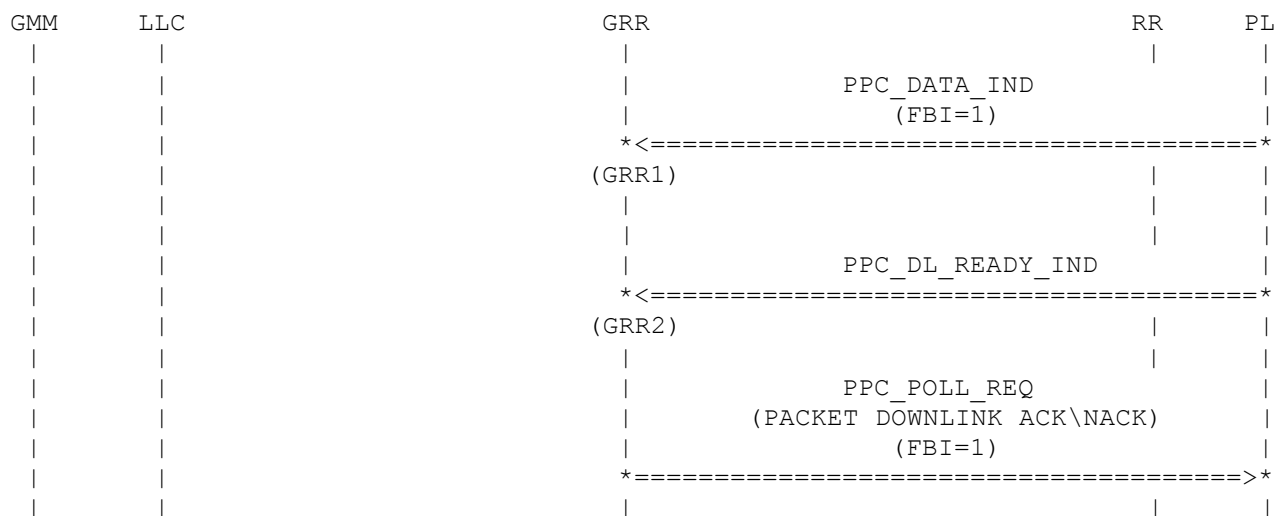 GMM LLC GRR RR PL
| | | | |
| | | PPC_DATA_IND |
| | | (FBI=1) |
| | *<======================================*
| | (GRR1) | |
| | | | |
| | | | |
| | | PPC_DL_READY_IND |
| | *<======================================*
| | (GRR2) | |
| | | | |
| | | PPC_POLL_REQ |
| | | (PACKET DOWNLINK ACK\NACK) |
| | | (FBI=1) |
| | *======================================>*
| | | | |